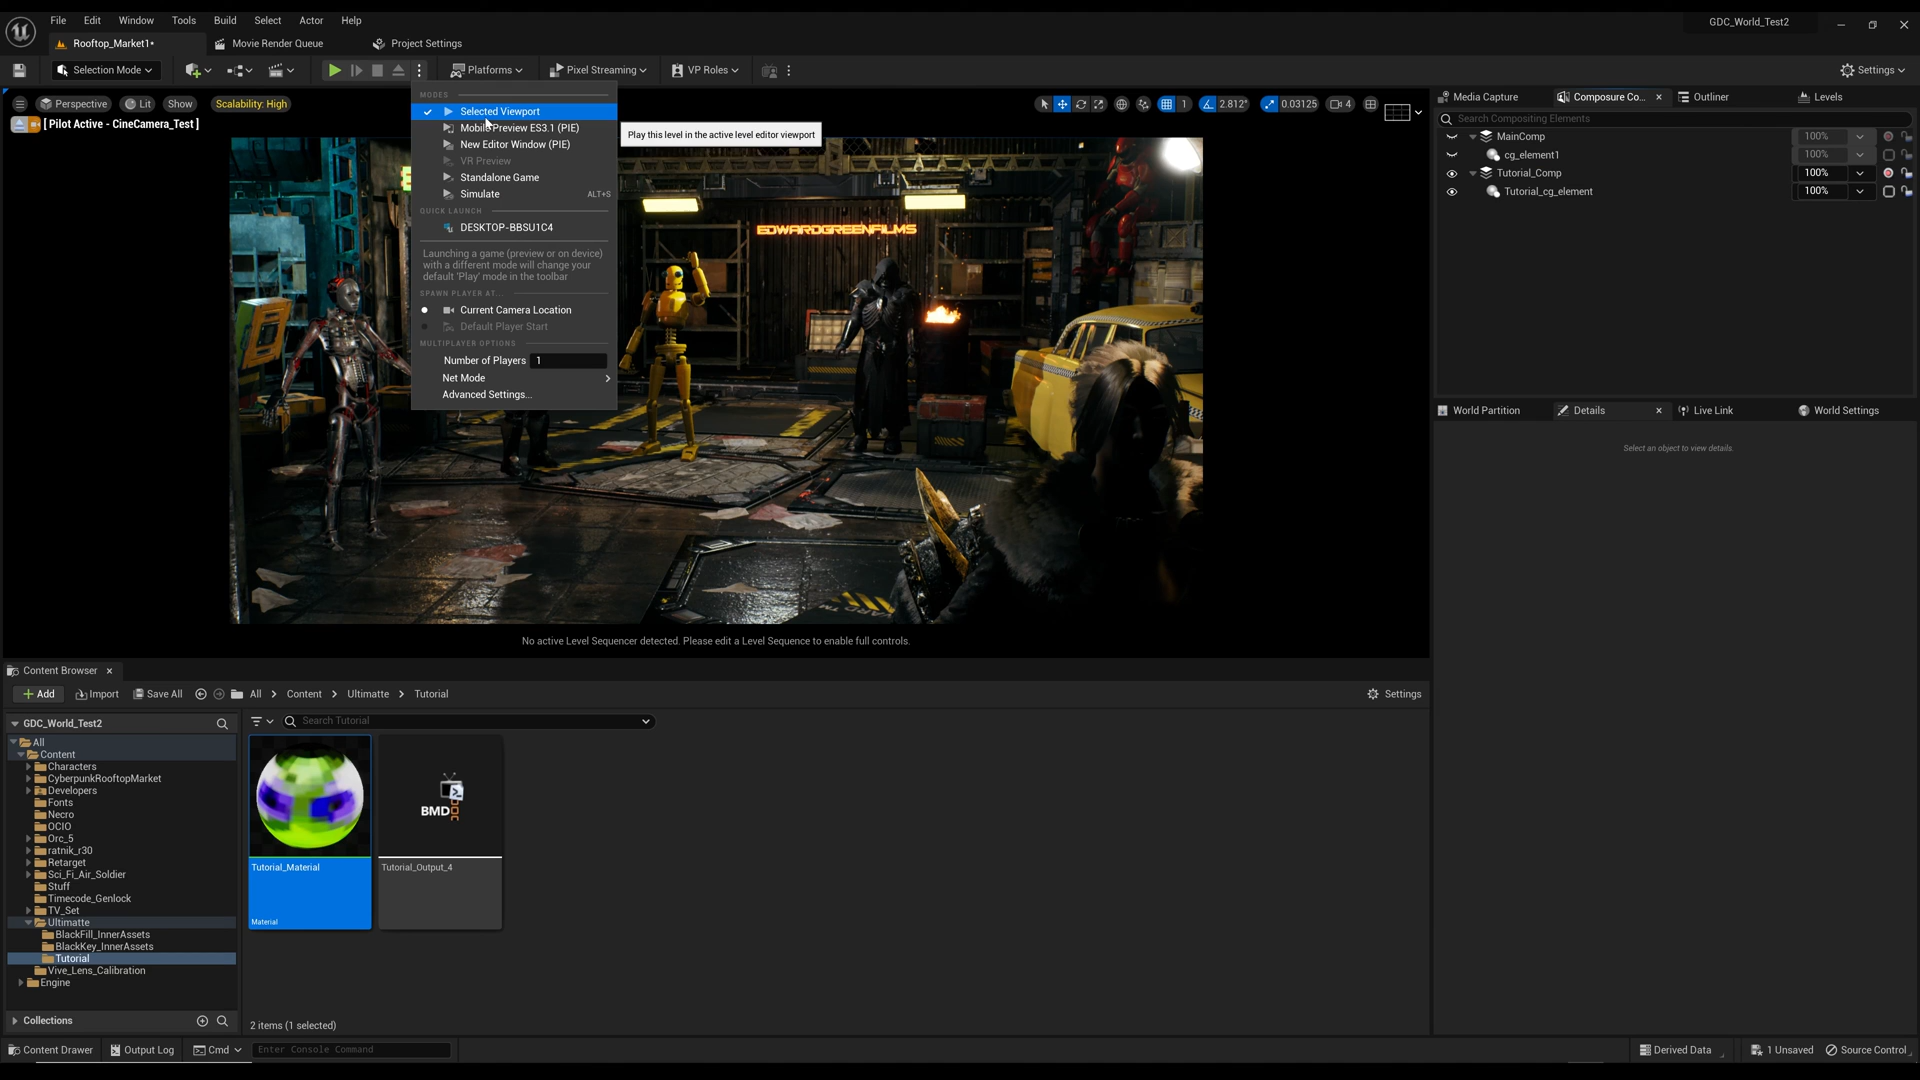 File Edit Window Tools Build Select Actor Help
GDC_World_Test2
Rooftop_Market1* Movie Render Queue Project Settings
Selection Mode Platforms Pixel Streaming VP Roles Settings
Perspective Lit Show Scalability: High
1 2.812° 0.03125 4
[ Pilot Active - CineCamera_Test ]
MODES
Selected Viewport
Mobile Preview ES3.1 (PIE)
New Editor Window (PIE)
VR Preview
Standalone Game
Simulate ALT+S
QUICK LAUNCH
DESKTOP-BBSU1C4
Launching a game (preview or on device)
with a different mode will change your
default 'Play' mode in the toolbar
SPAWN PLAYER AT...
Current Camera Location
Default Player Start
MULTIPLAYER OPTIONS
Number of Players 1
Net Mode
Advanced Settings...
Play this level in the active level editor viewport
EDWARDGREENFILMS
No active Level Sequencer detected. Please edit a Level Sequence to enable full controls.
Media Capture Composure Co... Outliner Levels
Search Compositing Elements
MainComp 100%
cg_element1 100%
Tutorial_Comp 100%
Tutorial_cg_element 100%
World Partition Details Live Link World Settings
Select an object to view details.
Content Browser
Add Import Save All All Content Ultimatte Tutorial Settings
GDC_World_Test2
Search Tutorial
All
Content
Characters
CyberpunkRooftopMarket
Developers
Fonts
Necro
OCIO
Orc_5
ratnik_r30
Retarget
Sci_Fi_Air_Soldier
Stuff
Timecode_Genlock
TV_Set
Ultimatte
BlackFill_InnerAssets
BlackKey_InnerAssets
Tutorial
Vive_Lens_Calibration
Engine
Collections
BMD
Tutorial_Material
Material
Tutorial_Output_4
2 items (1 selected)
Content Drawer Output Log Cmd Enter Console Command Derived Data 1 Unsaved Source Control